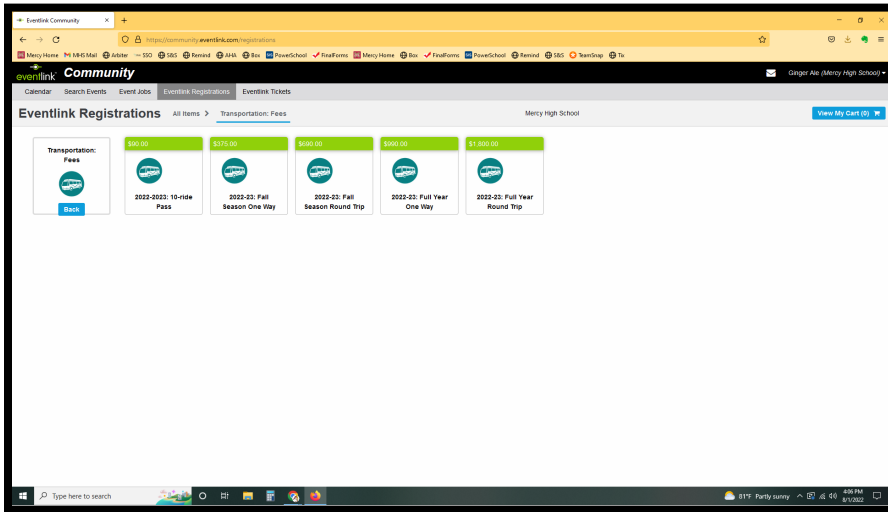 Eventlink Community
https://community.eventlink.com/registrations
Mercy Home MHS Mail Arbiter SSO S&S Remind AHA Box PowerSchool FinalForms Mercy Home Box FinalForms PowerSchool Remind S&S TeamSnap Tix
eventlink Community
Ginger Ale (Mercy High School)
Calendar Search Events Event Jobs Eventlink Registrations Eventlink Tickets
Eventlink Registrations All Items > Transportation: Fees Mercy High School View My Cart (0)
Transportation:
Fees
Back
$90.00
2022-2023: 10-ride
Pass
$375.00
2022-23: Fall
Season One Way
$690.00
2022-23: Fall
Season Round Trip
$990.00
2022-23: Full Year
One Way
$1,800.00
2022-23: Full Year
Round Trip
Type here to search
81°F Partly sunny
4:06 PM
8/1/2022